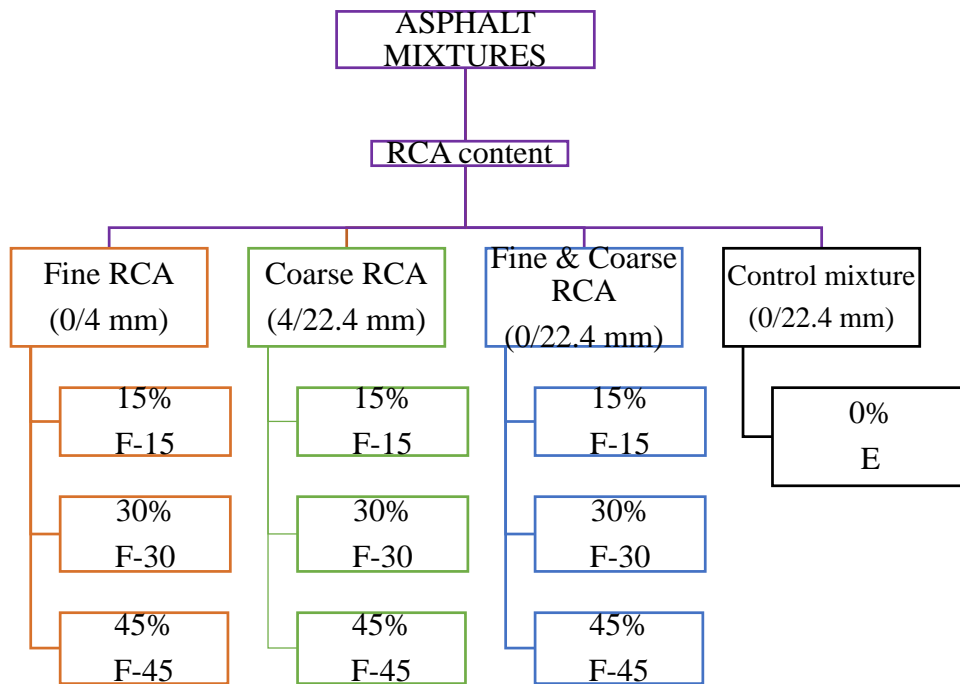 ASPHALT
MIXTURES
RCA content
Fine RCA
(0/4 mm)
15%
F-15
30%
F-30
45%
F-45
Coarse RCA
(4/22.4 mm)
15%
F-15
30%
F-30
45%
F-45
Fine & Coarse
RCA
(0/22.4 mm)
15%
F-15
30%
F-30
45%
F-45
Control mixture
(0/22.4 mm)
0%
E